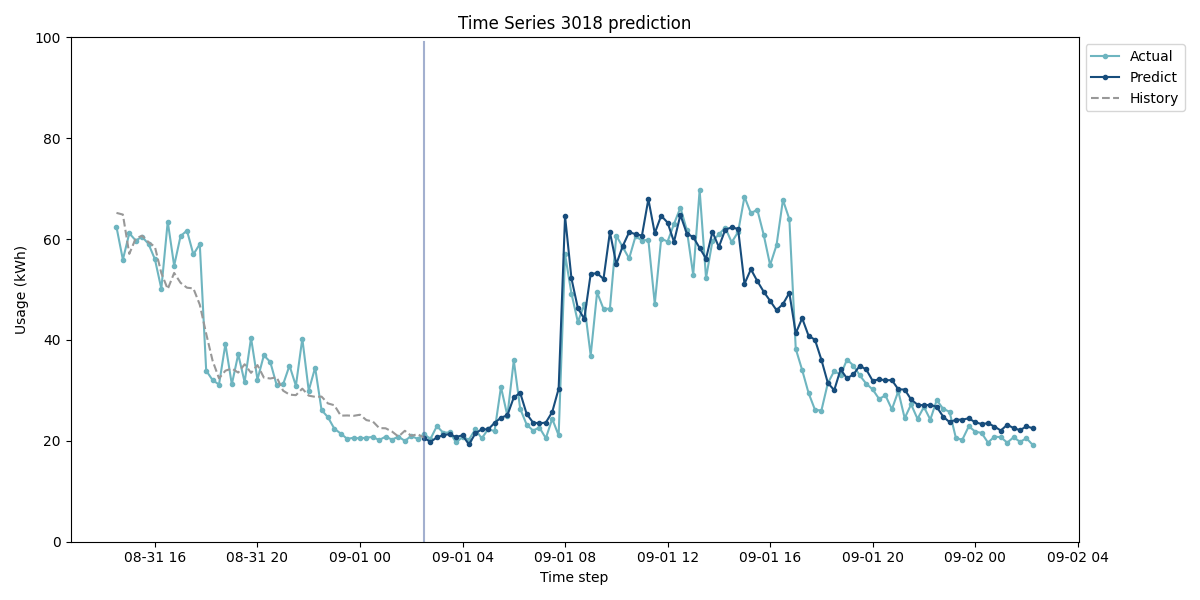 Time Series 3018 prediction
100
80
60
40
20
0
Usage (kWh)
08-31 16
08-31 20
09-01 00
09-01 04
09-01 08
09-01 12
09-01 16
09-01 20
09-02 00
09-02 04
Time step
Actual
Predict
History